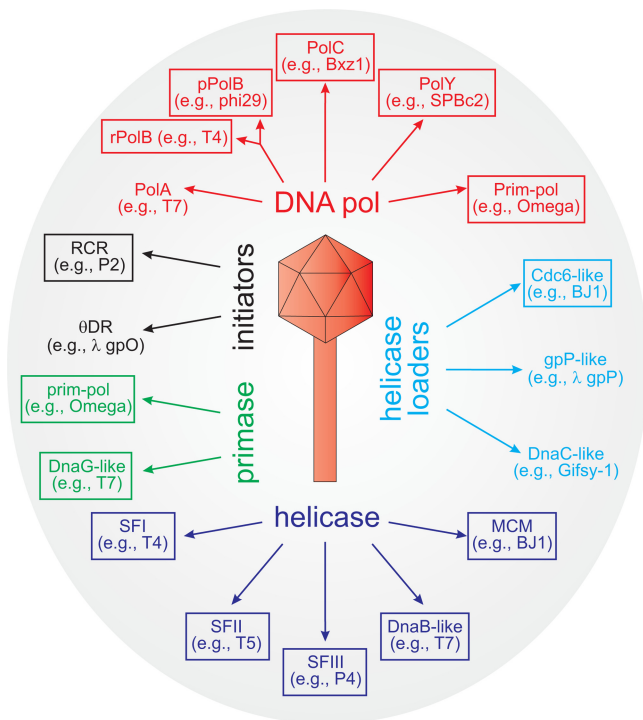 PolC
(e.g., Bxz1)
pPolB
(e.g., phi29)
PolY
(e.g., SPBc2)
rPolB (e.g., T4)
PolA
(e.g., T7)
DNA pol
Prim-pol
(e.g., Omega)
RCR
(e.g., P2)
initiators
θDR
(e.g., λ gpO)
Cdc6-like
(e.g., BJ1)
helicase
loaders
gpP-like
(e.g., λ gpP)
DnaC-like
(e.g., Gifsy-1)
prim-pol
(e.g., Omega)
primase
DnaG-like
(e.g., T7)
helicase
SFI
(e.g., T4)
MCM
(e.g., BJ1)
SFII
(e.g., T5)
SFIII
(e.g., P4)
DnaB-like
(e.g., T7)